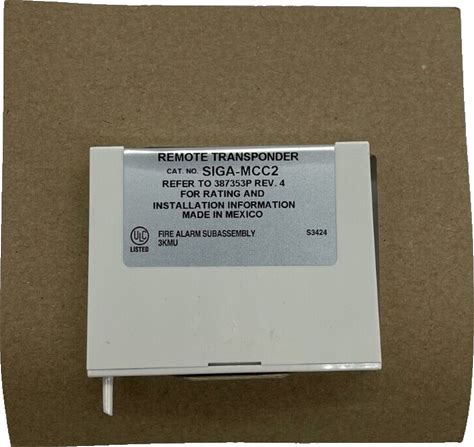 REMOTE TRANSPONDER
CAT. NO. SIGA-MCC2
REFER TO 387353P REV. 4
FOR RATING AND
INSTALLATION INFORMATION
MADE IN MEXICO
UL
LISTED
FIRE ALARM SUBASSEMBLY S3424
3KMU